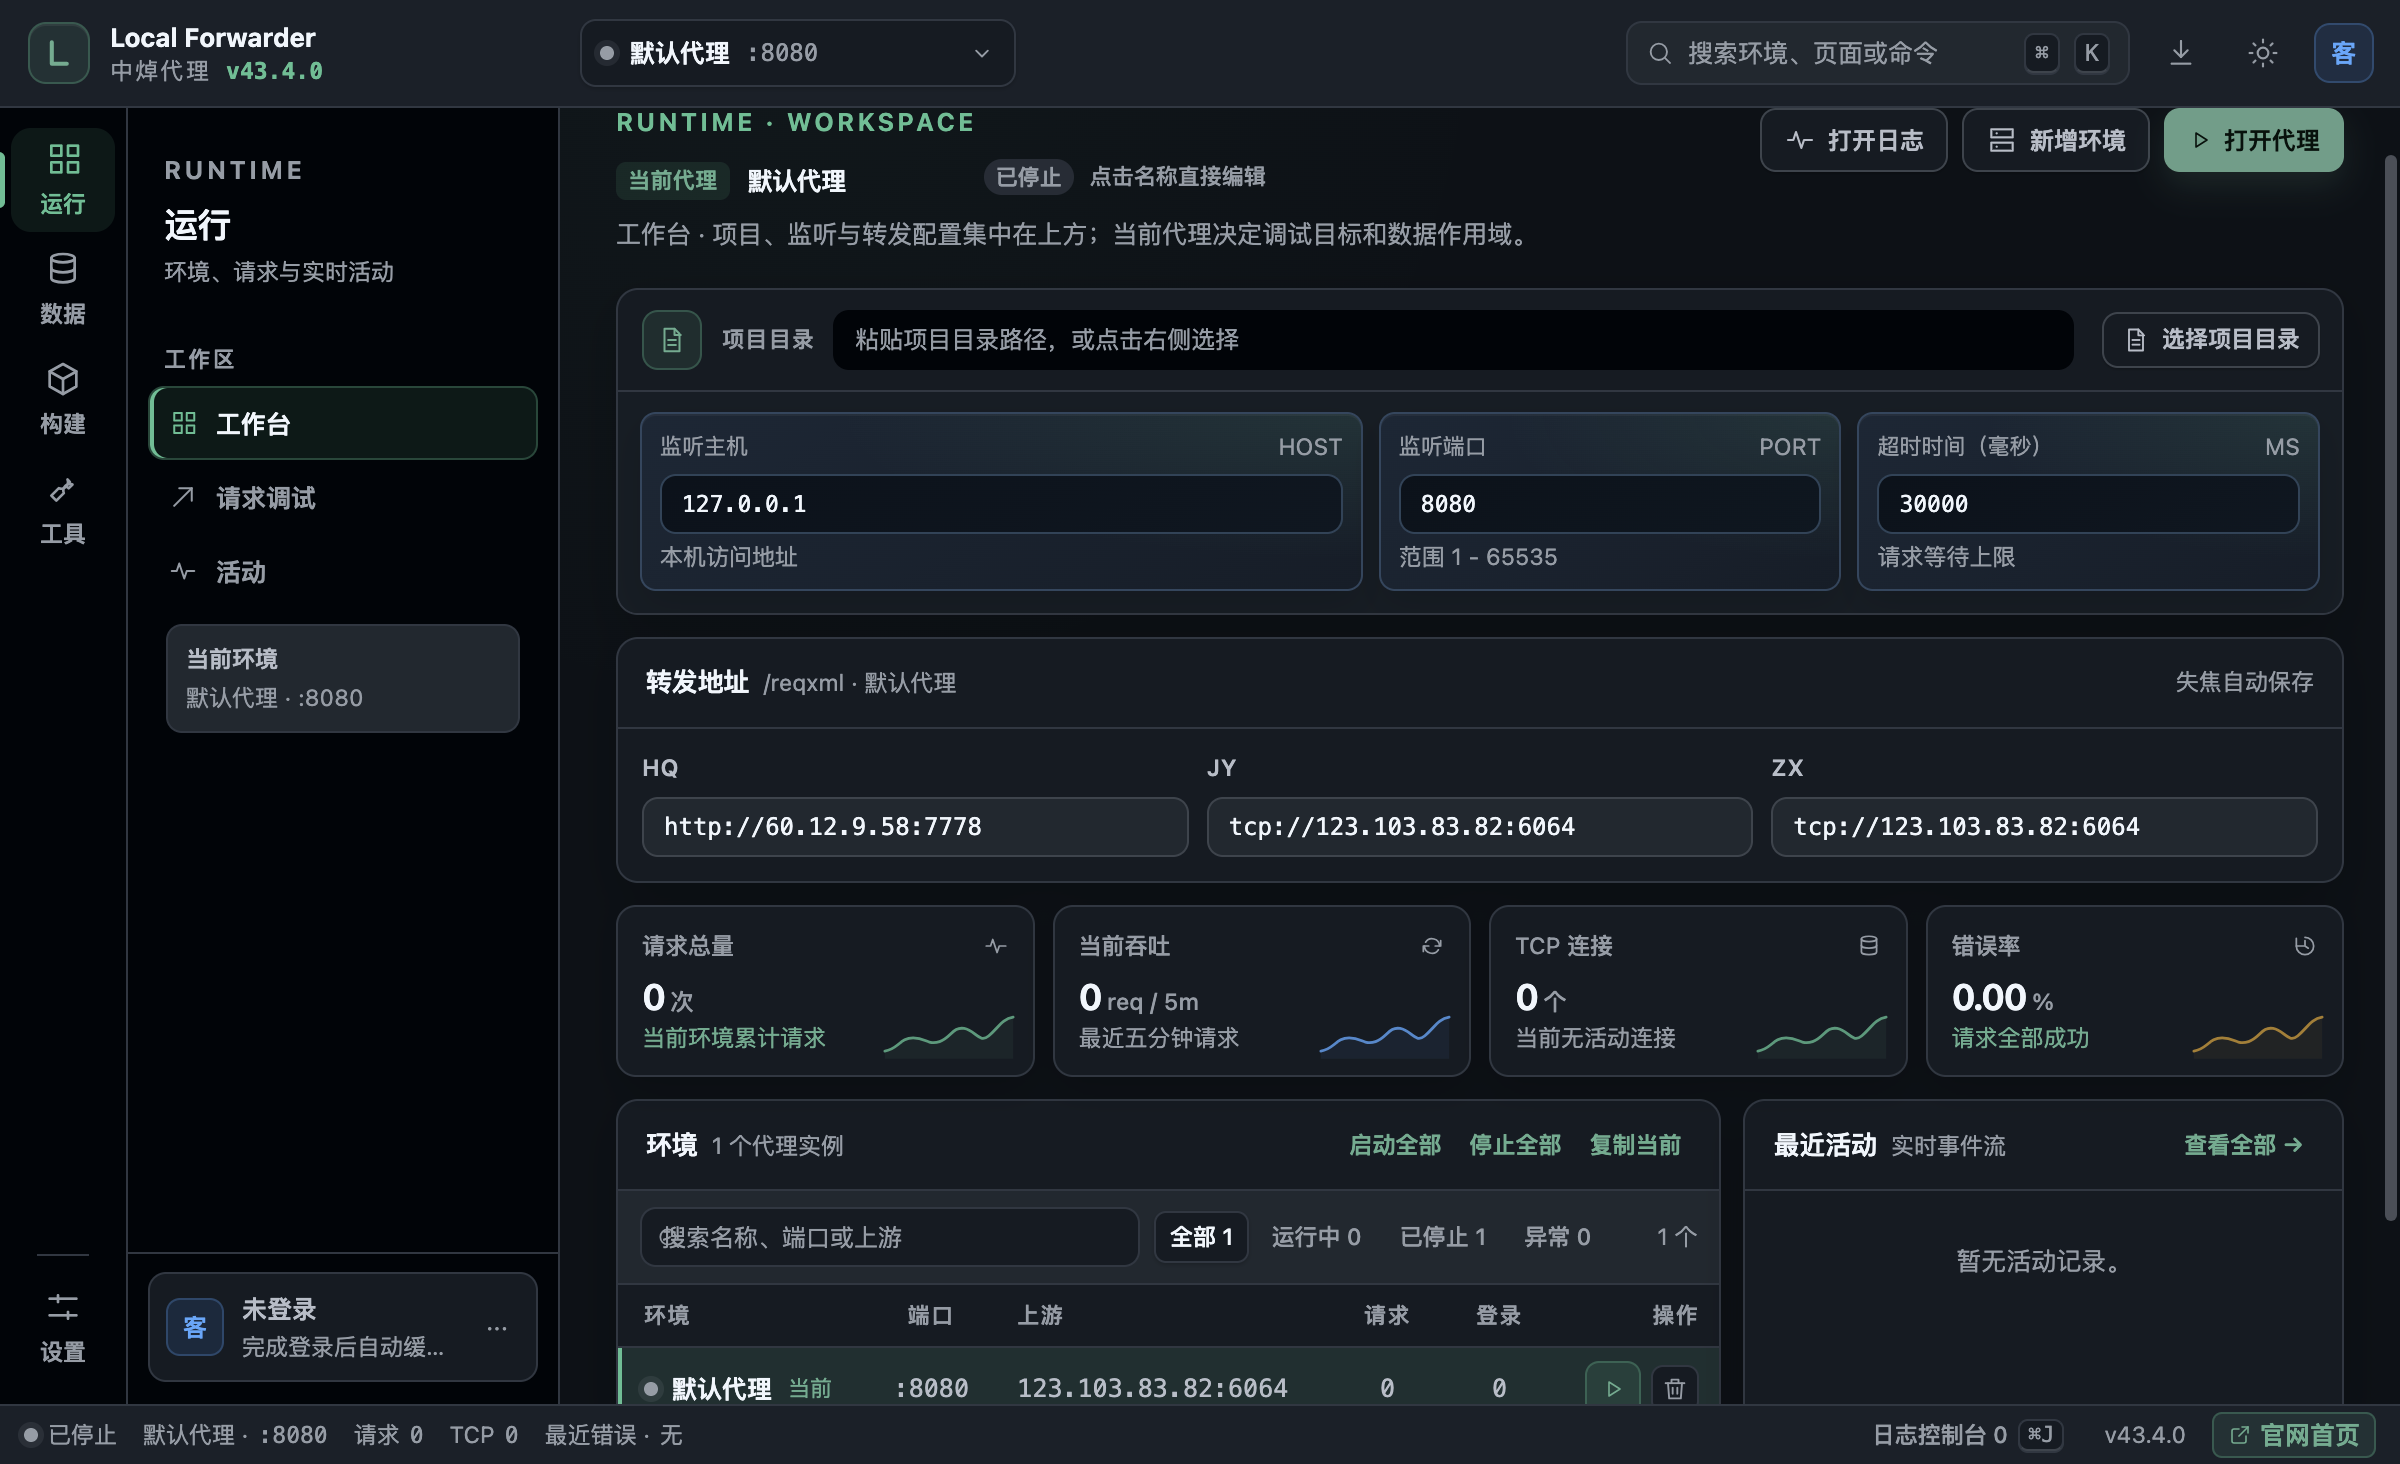 L
Local Forwarder
中焯代理 v43.4.0
默认代理 :8080
搜索环境、页面或命令 ⌘ K
客
运行
数据
构建
工具
设置
RUNTIME
运行
环境、请求与实时活动
工作区
工作台
请求调试
活动
当前环境
默认代理 · :8080
客
未登录
完成登录后自动缓...
RUNTIME · WORKSPACE
当前代理 默认代理 已停止 点击名称直接编辑
打开日志 新增环境 打开代理
工作台 · 项目、监听与转发配置集中在上方；当前代理决定调试目标和数据作用域。
项目目录 粘贴项目目录路径，或点击右侧选择 选择项目目录
监听主机 HOST
127.0.0.1
本机访问地址
监听端口 PORT
8080
范围 1 - 65535
超时时间（毫秒） MS
30000
请求等待上限
转发地址 /reqxml · 默认代理 失焦自动保存
HQ
http://60.12.9.58:7778
JY
tcp://123.103.83.82:6064
ZX
tcp://123.103.83.82:6064
请求总量
0 次
当前环境累计请求
当前吞吐
0 req / 5m
最近五分钟请求
TCP 连接
0 个
当前无活动连接
错误率
0.00 %
请求全部成功
环境 1 个代理实例 启动全部 停止全部 复制当前
搜索名称、端口或上游 全部 1 运行中 0 已停止 1 异常 0 1 个
环境 端口 上游 请求 登录 操作
默认代理 当前 :8080 123.103.83.82:6064 0 0
最近活动 实时事件流 查看全部 →
暂无活动记录。
已停止 默认代理 · :8080 请求 0 TCP 0 最近错误 · 无
日志控制台 0 ⌘J v43.4.0 官网首页